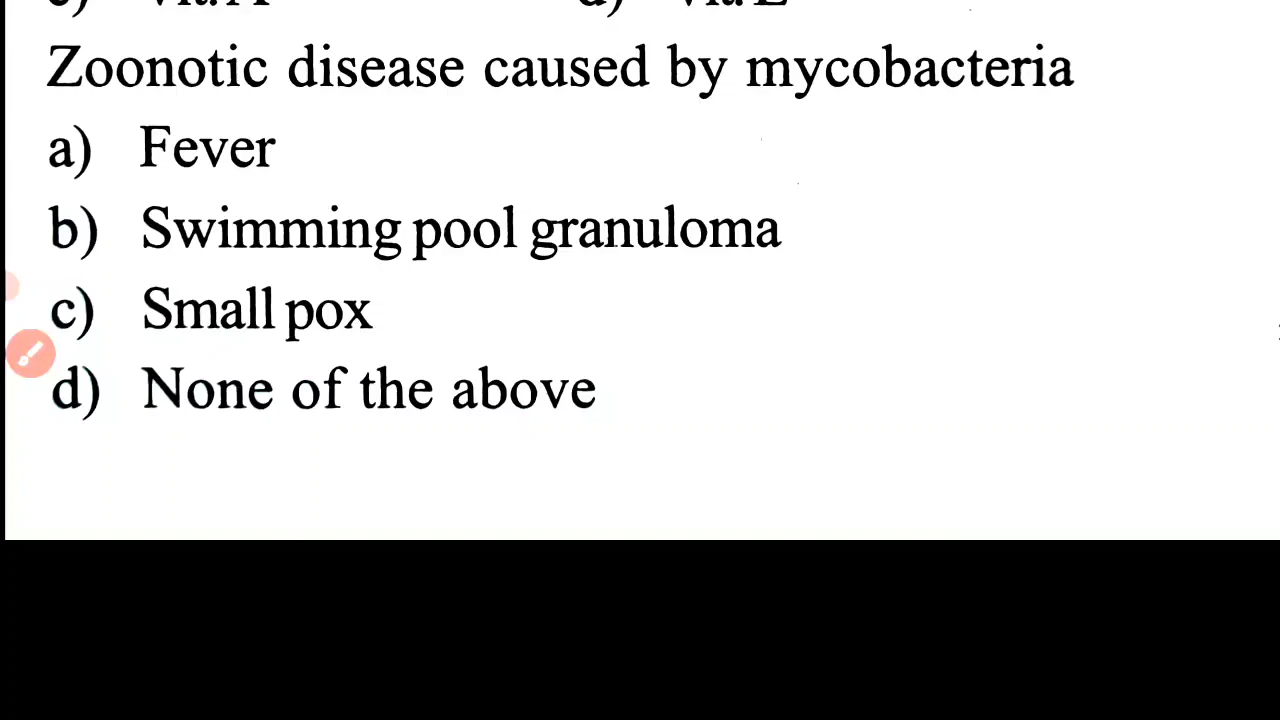 Zoonotic disease caused by mycobacteria
a) Fever
b) Swimming pool granuloma
c) Small pox
d) None of the above